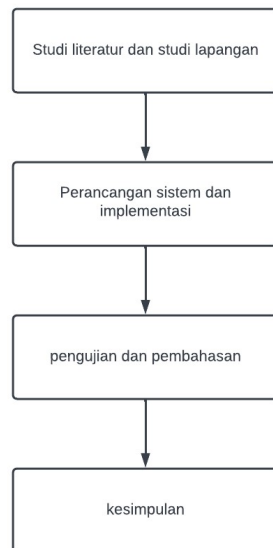 Studi literatur dan studi lapangan
Perancangan sistem dan
implementasi
pengujian dan pembahasan
kesimpulan